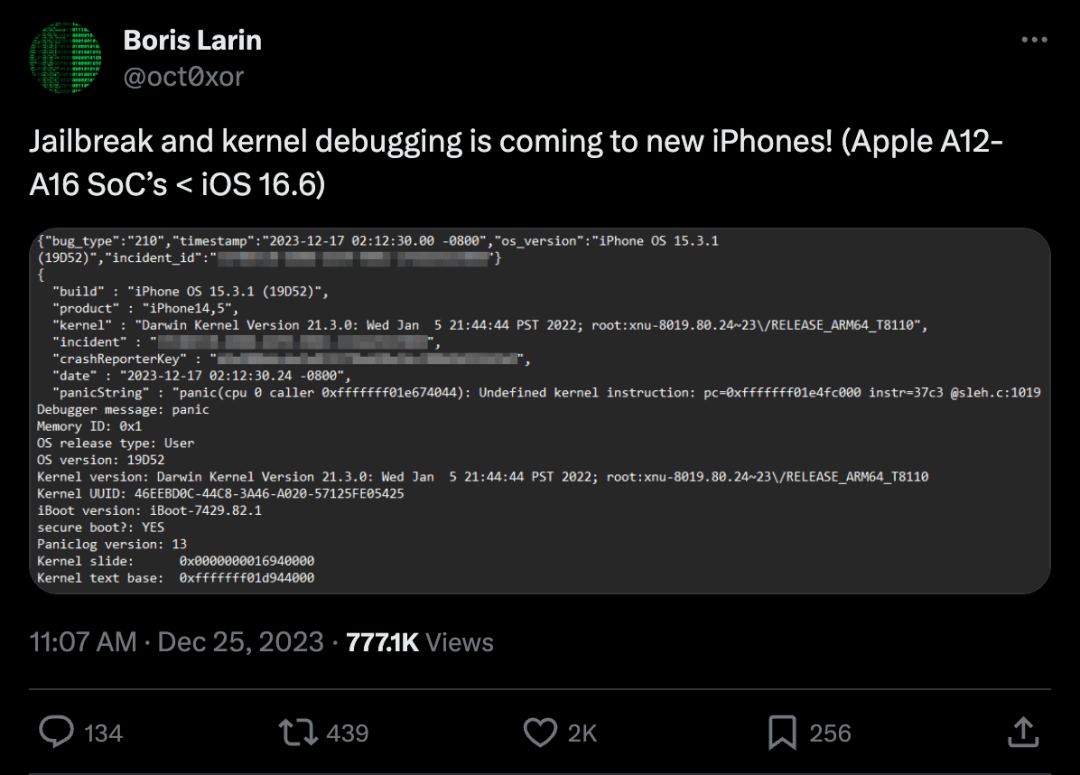 Boris Larin
@oct0xor
Jailbreak and kernel debugging is coming to new iPhones! (Apple A12-
A16 SoC’s < iOS 16.6)
{"bug_type":"210","timestamp":"2023-12-17 02:12:30.00 -0800","os_version":"iPhone OS 15.3.1
(19D52)","incident_id":" "}
{
"build" : "iPhone OS 15.3.1 (19D52)",
"product" : "iPhone14,5",
"kernel" : "Darwin Kernel Version 21.3.0: Wed Jan  5 21:44:44 PST 2022; root:xnu-8019.80.24~23\/RELEASE_ARM64_T8110",
"incident" : " ",
"crashReporterKey" : " ",
"date" : "2023-12-17 02:12:30.24 -0800",
"panicString" : "panic(cpu 0 caller 0xfffffff01e674044): Undefined kernel instruction: pc=0xfffffff01e4fc000 instr=37c3 @sleh.c:1019
Debugger message: panic
Memory ID: 0x1
OS release type: User
OS version: 19D52
Kernel version: Darwin Kernel Version 21.3.0: Wed Jan  5 21:44:44 PST 2022; root:xnu-8019.80.24~23\/RELEASE_ARM64_T8110
Kernel UUID: 46EEBD0C-44C8-3A46-A020-57125FE05425
iBoot version: iBoot-7429.82.1
secure boot?: YES
Paniclog version: 13
Kernel slide:      0x0000000016940000
Kernel text base:  0xfffffff01d944000
11:07 AM · Dec 25, 2023 · 777.1K Views
134 439 2K 256